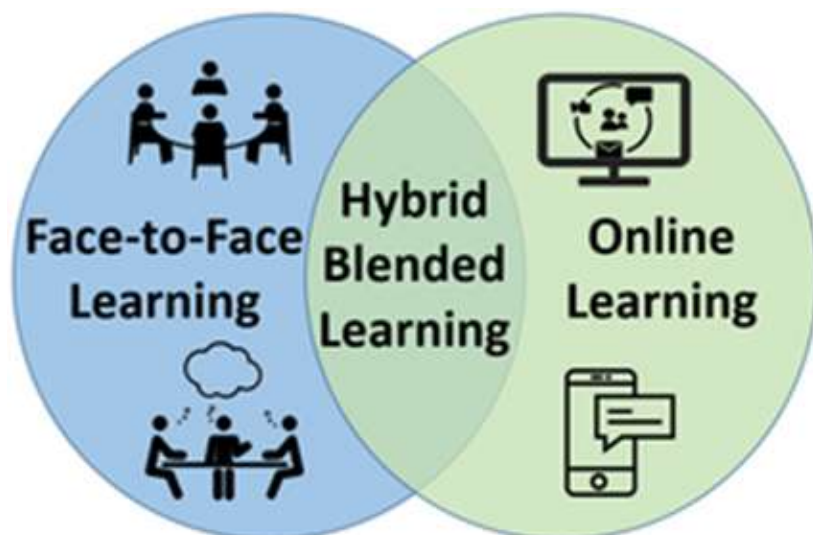 Face-to-Face
Learning
Hybrid
Blended
Learning
Online
Learning